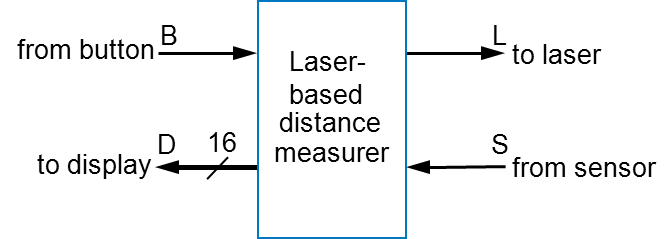 from button B
Laser-
based
distance
measurer
L to laser
to display D 16
S from sensor